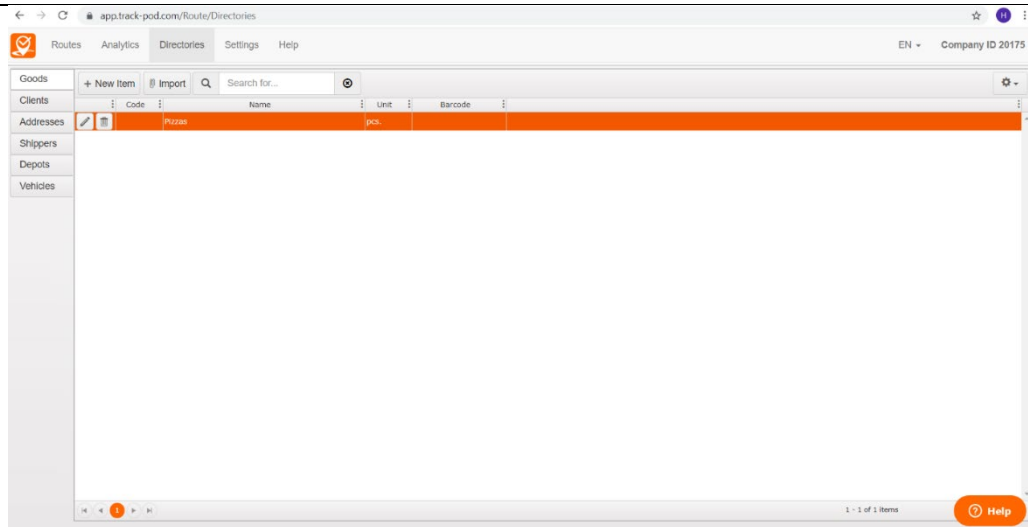 app.track-pod.com/Route/Directories
H
Routes Analytics Directories Settings Help EN Company ID 20175
Goods
Clients
Addresses
Shippers
Depots
Vehicles
+ New Item Import Search for...
Code Name Unit Barcode
Pizzas pcs.
1
1 - 1 of 1 items
? Help